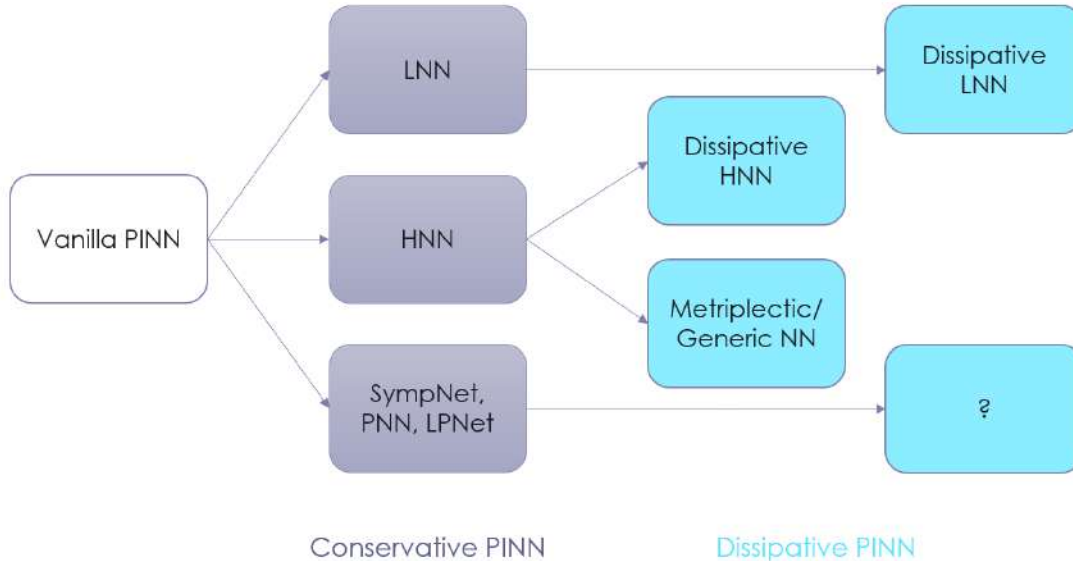 LNN
Dissipative
LNN
Dissipative
HNN
Vanilla PINN
HNN
Metriplectic/
Generic NN
SympNet,
PNN, LPNet
?
Conservative PINN
Dissipative PINN